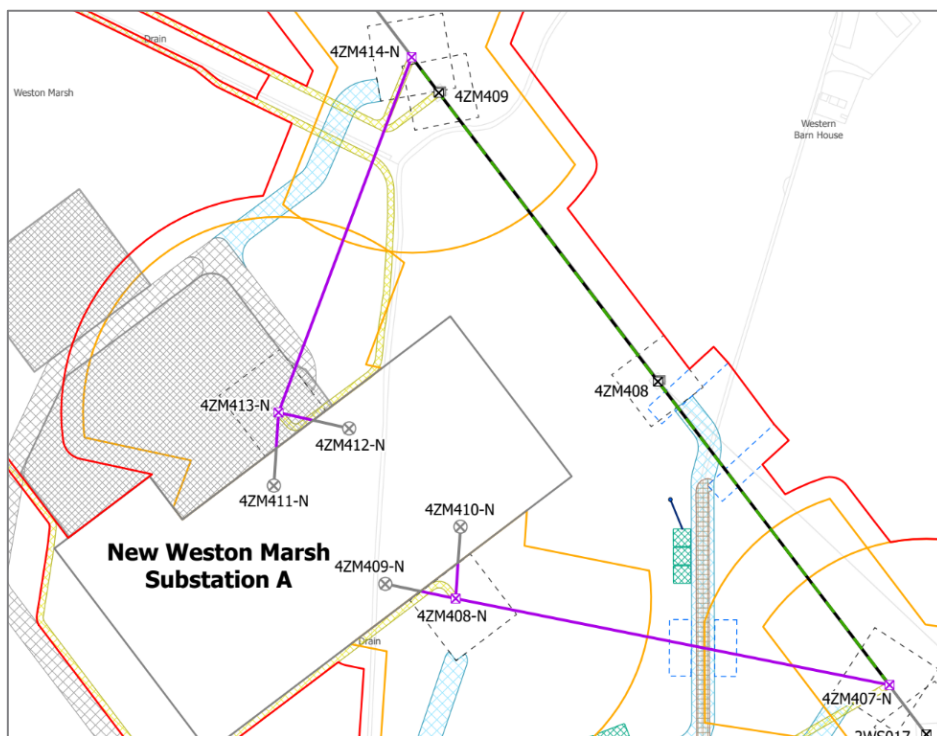 4ZM414-N
Drain
Weston Marsh
4ZM409
Western
Barn House
4ZM408
4ZM413-N
4ZM412-N
4ZM411-N
4ZM410-N
New Weston Marsh
Substation A
4ZM409-N
4ZM408-N
Drain
4ZM407-N
2WS017